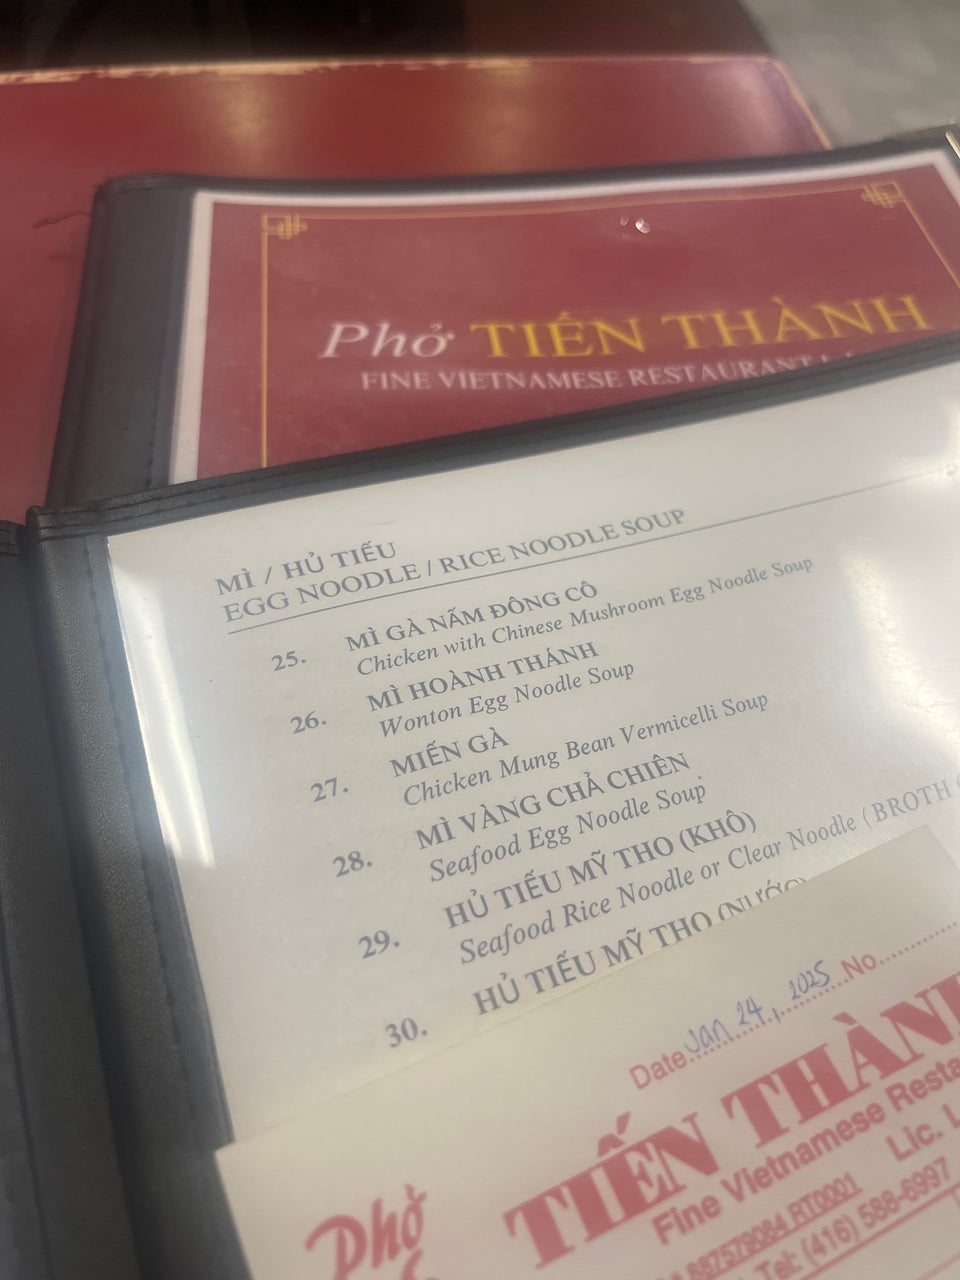 Phở TIẾN THÀNH
FINE VIETNAMESE RESTAURANT
MÌ / HỦ TIẾU
EGG NOODLE / RICE NOODLE SOUP
25. MÌ GÀ NẤM ĐÔNG CÔ
Chicken with Chinese Mushroom Egg Noodle Soup
26. MÌ HOÀNH THÁNH
Wonton Egg Noodle Soup
27. MIẾN GÀ
Chicken Mung Bean Vermicelli Soup
28. MÌ VÀNG CHẢ CHIÊN
Seafood Egg Noodle Soup
29. HỦ TIẾU MỸ THO (KHÔ)
Seafood Rice Noodle or Clear Noodle (BROTH
30. HỦ TIẾU MỸ THO (NƯỚC)
Date Jan 24, 2025 No
Phở TIẾN THÀNH
Fine Vietnamese
Lic.
887579084 RT0001
Tel: (416) 588-6997